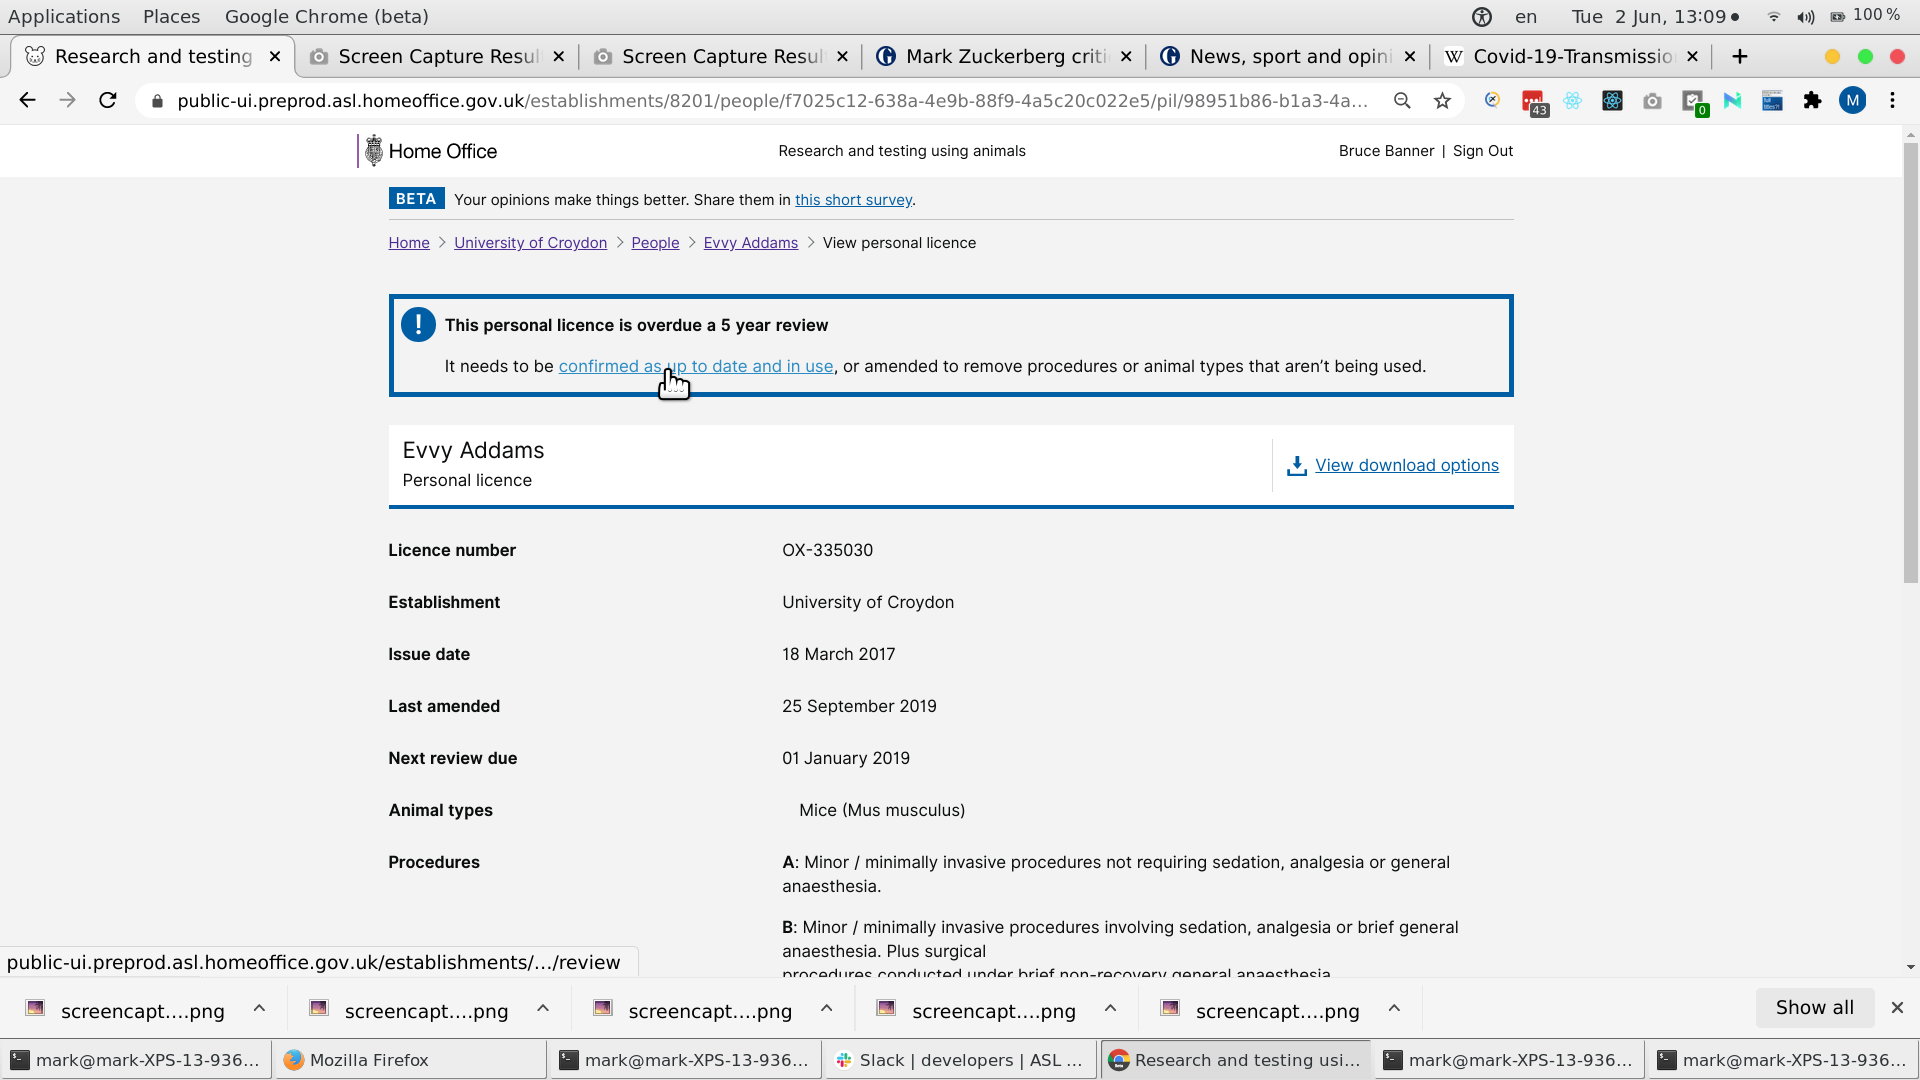 Applications Places Google Chrome (beta) en Tue 2 Jun, 13:09 100 %
Research and testing Screen Capture Resul Screen Capture Resul Mark Zuckerberg criti News, sport and opini Covid-19-Transmissio
public-ui.preprod.asl.homeoffice.gov.uk/establishments/8201/people/f7025c12-638a-4e9b-88f9-4a5c20c022e5/pil/98951b86-b1a3-4a... 43 0 M
Home Office Research and testing using animals Bruce Banner | Sign Out
BETA Your opinions make things better. Share them in this short survey.
Home > University of Croydon > People > Evvy Addams > View personal licence
! This personal licence is overdue a 5 year review
It needs to be confirmed as up to date and in use, or amended to remove procedures or animal types that aren’t being used.
Evvy Addams
Personal licence
View download options
Licence number OX-335030
Establishment University of Croydon
Issue date 18 March 2017
Last amended 25 September 2019
Next review due 01 January 2019
Animal types Mice (Mus musculus)
Procedures A: Minor / minimally invasive procedures not requiring sedation, analgesia or general
anaesthesia.
B: Minor / minimally invasive procedures involving sedation, analgesia or brief general
anaesthesia. Plus surgical
procedures conducted under brief non-recovery general anaesthesia.
public-ui.preprod.asl.homeoffice.gov.uk/establishments/.../review
screencapt....png screencapt....png screencapt....png screencapt....png screencapt....png Show all
mark@mark-XPS-13-936... Mozilla Firefox mark@mark-XPS-13-936... Slack | developers | ASL ... Research and testing usi... mark@mark-XPS-13-936... mark@mark-XPS-13-936...